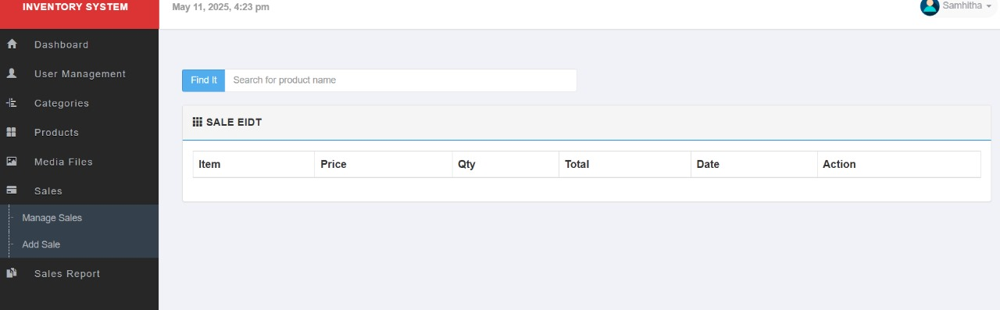 INVENTORY SYSTEM
May 11, 2025, 4:23 pm
Samhitha
Dashboard
User Management
Categories
Products
Media Files
Sales
Manage Sales
Add Sale
Sales Report
Find It
Search for product name
SALE EIDT
Item Price Qty Total Date Action